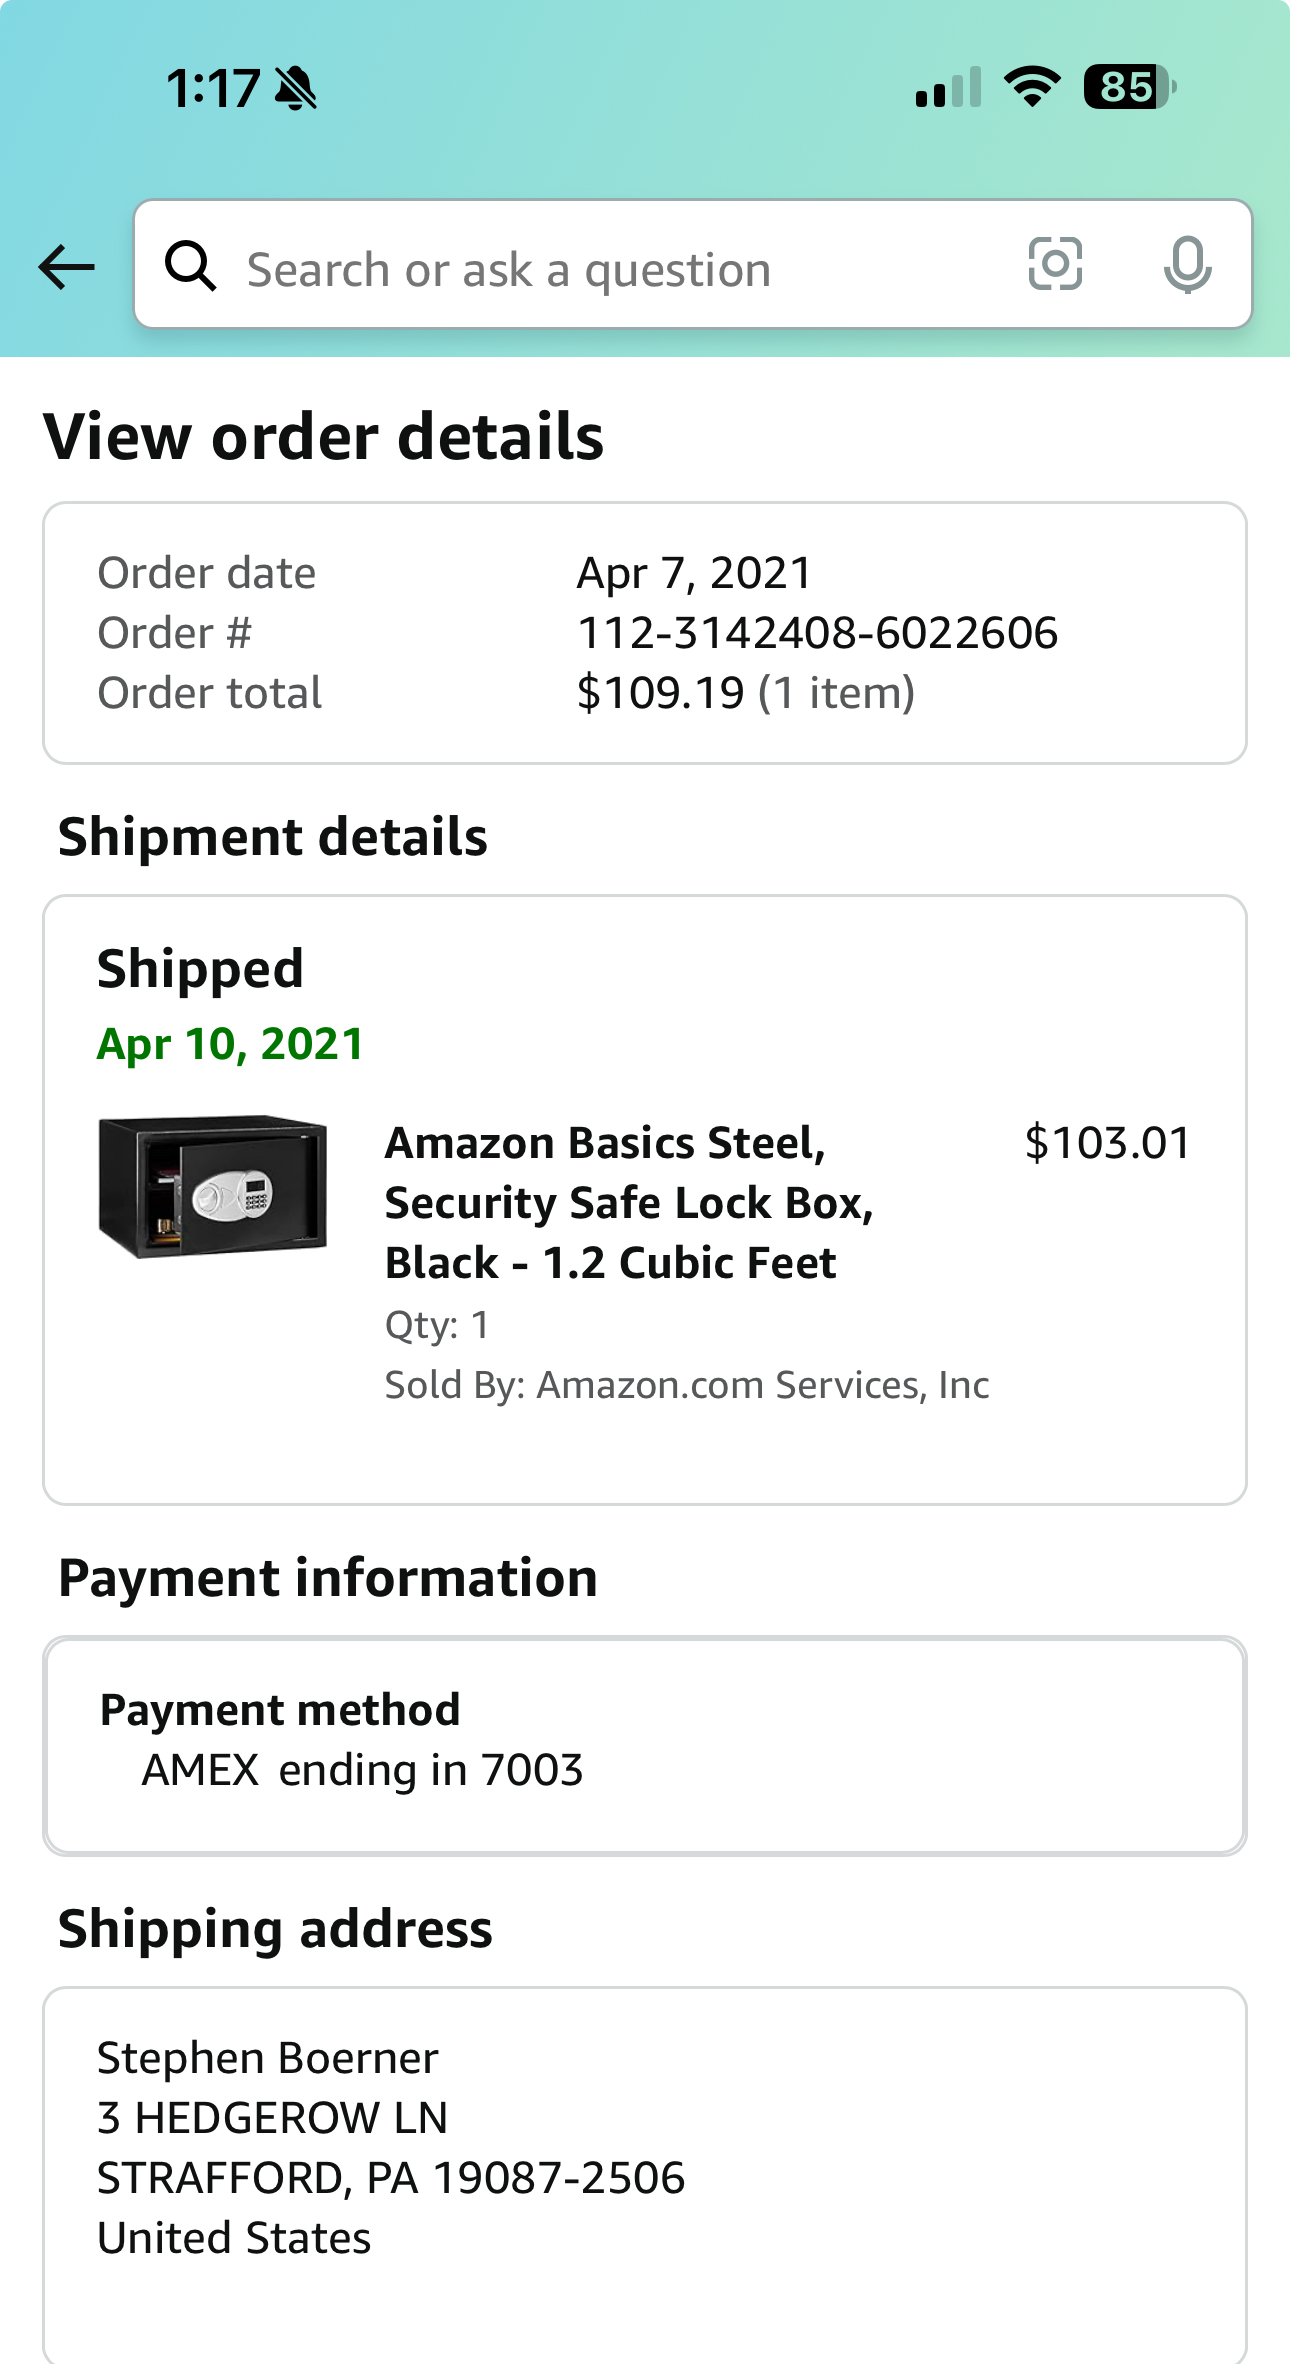 1:17
85
Search or ask a question
View order details
Order date Apr 7, 2021
Order # 112-3142408-6022606
Order total $109.19 (1 item)
Shipment details
Shipped
Apr 10, 2021
Amazon Basics Steel, $103.01
Security Safe Lock Box,
Black - 1.2 Cubic Feet
Qty: 1
Sold By: Amazon.com Services, Inc
Payment information
Payment method
AMEX ending in 7003
Shipping address
Stephen Boerner
3 HEDGEROW LN
STRAFFORD, PA 19087-2506
United States